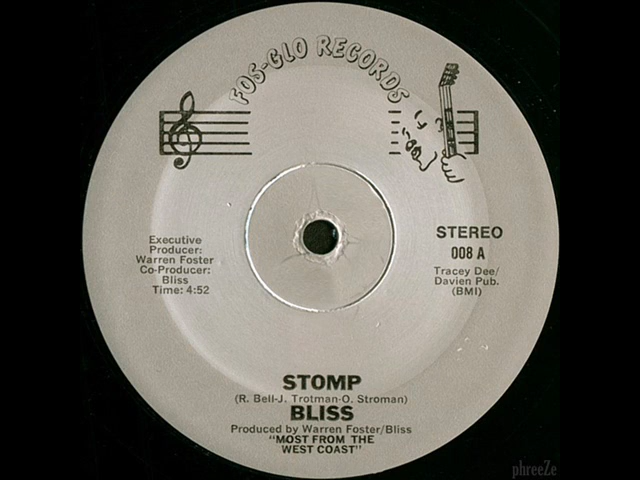 FOS-GLO RECORDS
Executive
Producer:
Warren Foster
Co-Producer:
Bliss
Time: 4:52
STEREO
008 A
Tracey Dee/
Davien Pub.
(BMI)
STOMP
(R. Bell-J. Trotman-O. Stroman)
BLISS
Produced by Warren Foster/Bliss
"MOST FROM THE
WEST COAST"
phreeZe